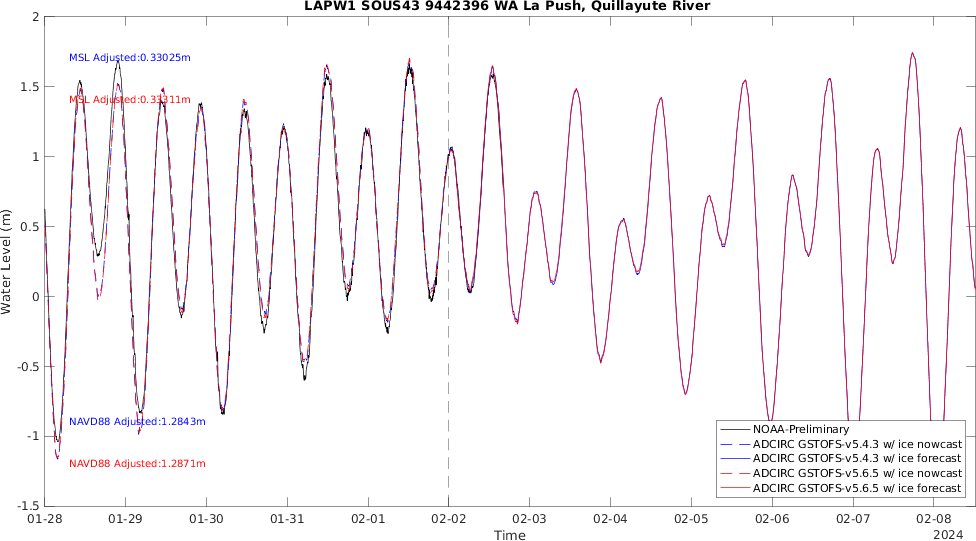 LAPW1 SOUS43 9442396 WA La Push, Quillayute River
2
1.5
1
0.5
0
-0.5
-1
-1.5
Water Level (m)
MSL Adjusted:0.33025m
MSL Adjusted:0.33311m
NAVD88 Adjusted:1.2843m
NAVD88 Adjusted:1.2871m
NOAA-Preliminary
ADCIRC GSTOFS-v5.4.3 w/ ice nowcast
ADCIRC GSTOFS-v5.4.3 w/ ice forecast
ADCIRC GSTOFS-v5.6.5 w/ ice nowcast
ADCIRC GSTOFS-v5.6.5 w/ ice forecast
01-28 01-29 01-30 01-31 02-01 02-02 02-03 02-04 02-05 02-06 02-07 02-08
Time
2024